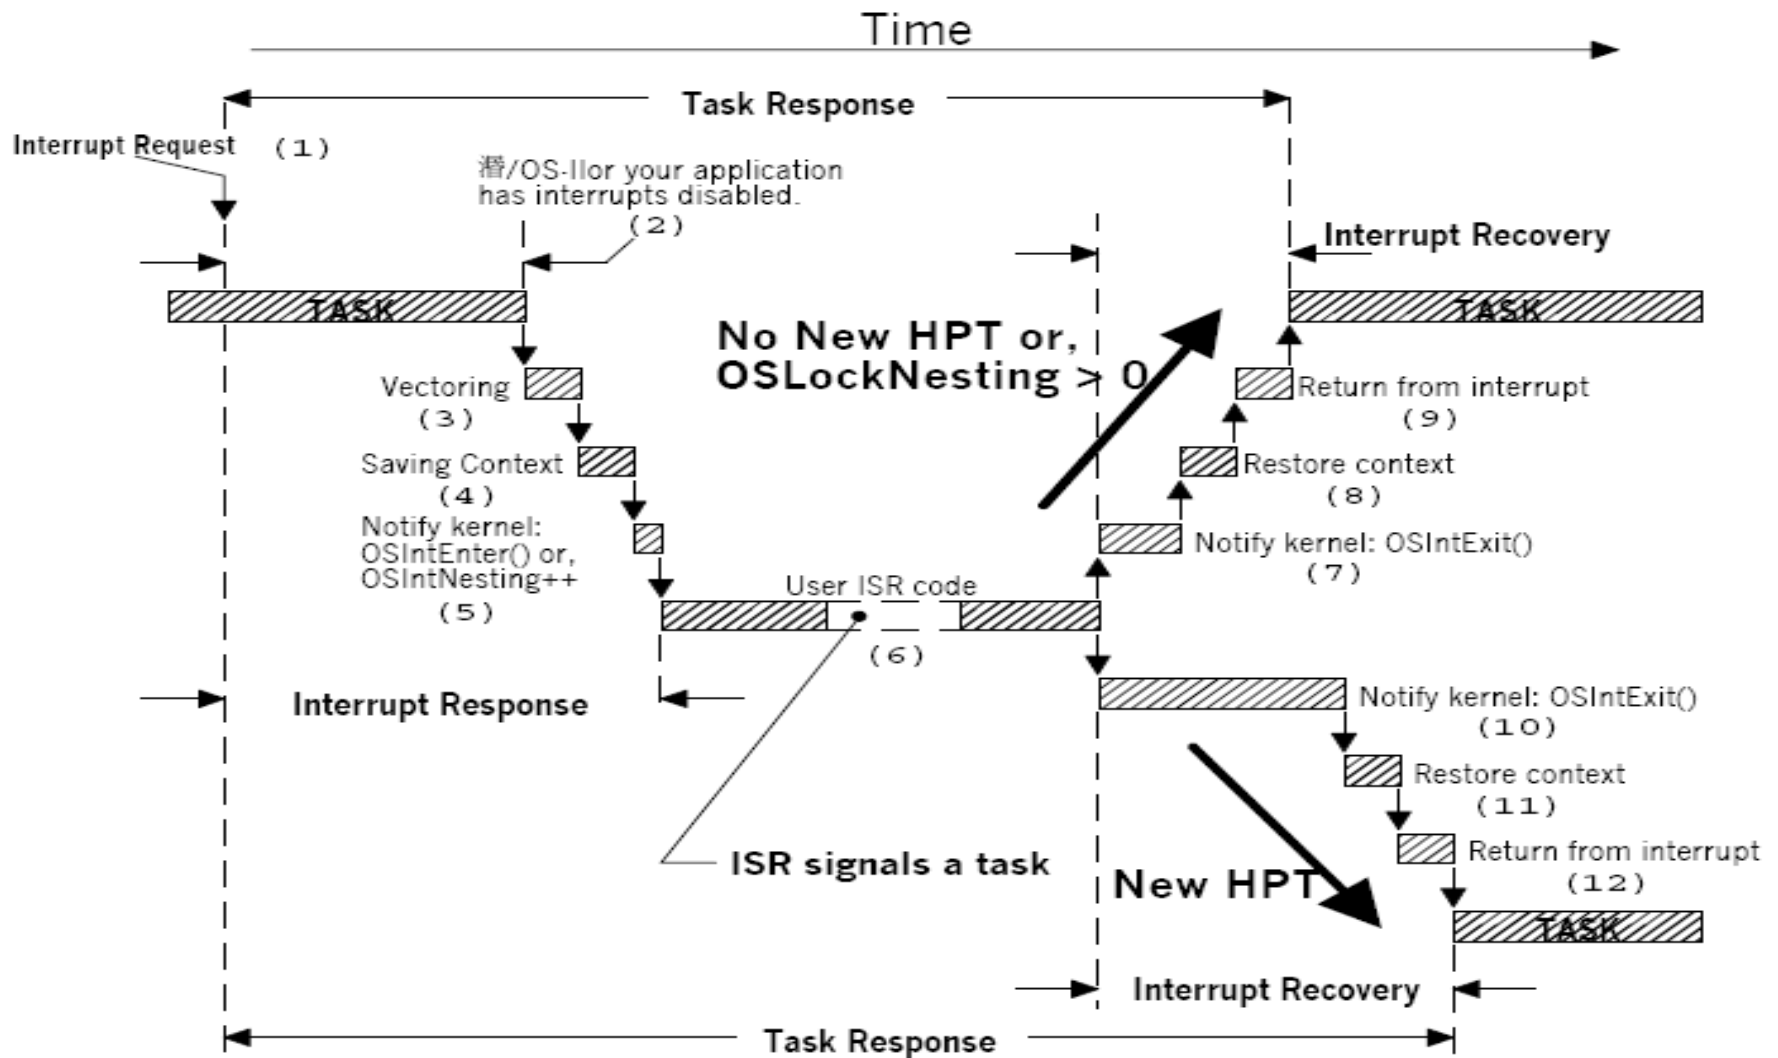 Time
Task Response
Interrupt Request (1)
潛/OS-IIor your application
has interrupts disabled.
(2)
Interrupt Recovery
TASK
TASK
No New HPT or,
OSLockNesting > 0
Vectoring
(3)
Return from interrupt
(9)
Saving Context
(4)
Restore context
(8)
Notify kernel:
OSIntEnter() or,
OSIntNesting++
(5)
Notify kernel: OSIntExit()
(7)
User ISR code
(6)
Interrupt Response
Notify kernel: OSIntExit()
(10)
Restore context
(11)
ISR signals a task
Return from interrupt
(12)
New HPT
TASK
Interrupt Recovery
Task Response